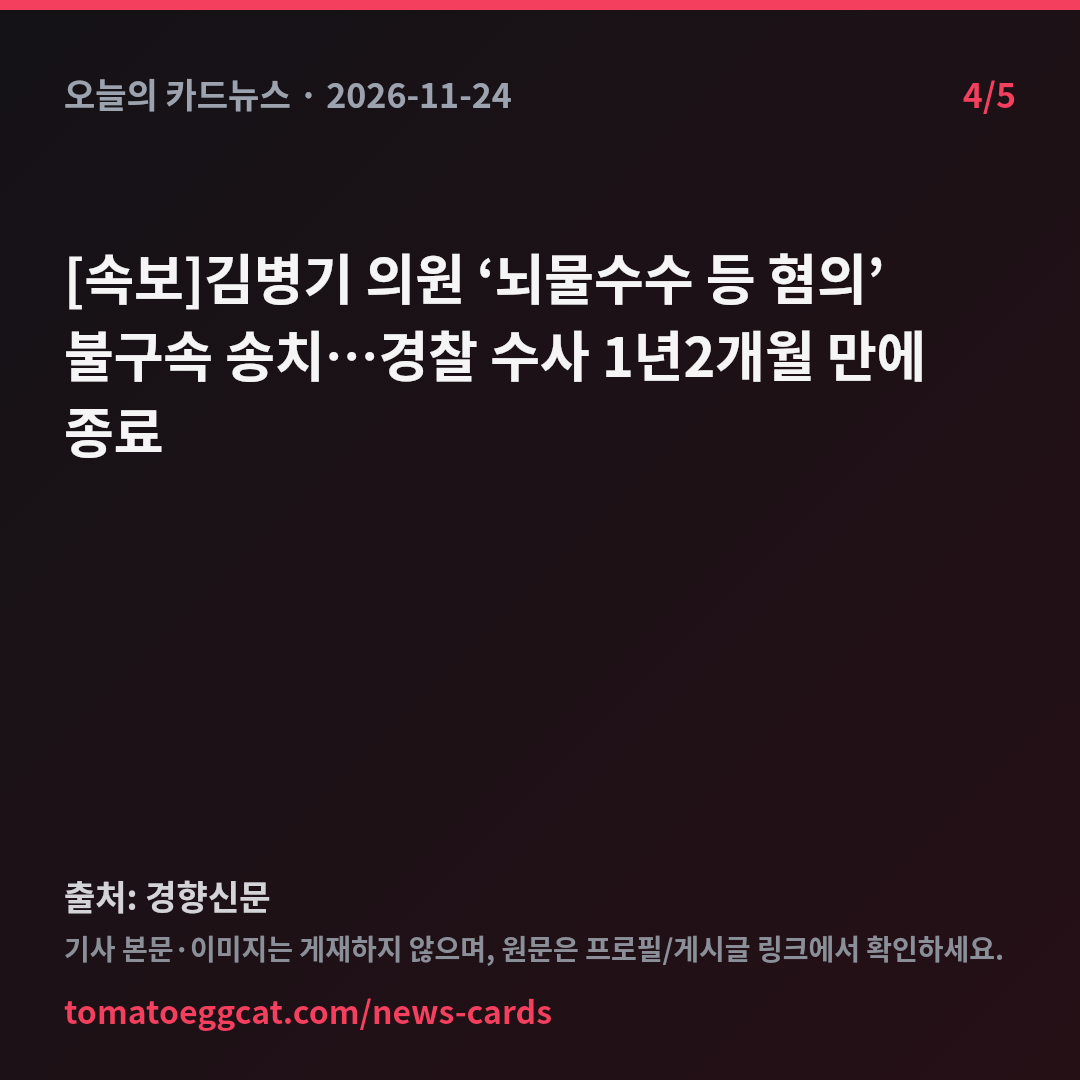 오늘의 카드뉴스 · 2026-11-24
4/5
[속보]김병기 의원 ‘뇌물수수 등 혐의’
불구속 송치…경찰 수사 1년2개월 만에
종료
출처: 경향신문
기사 본문·이미지는 게재하지 않으며, 원문은 프로필/게시글 링크에서 확인하세요.
tomatoeggcat.com/news-cards